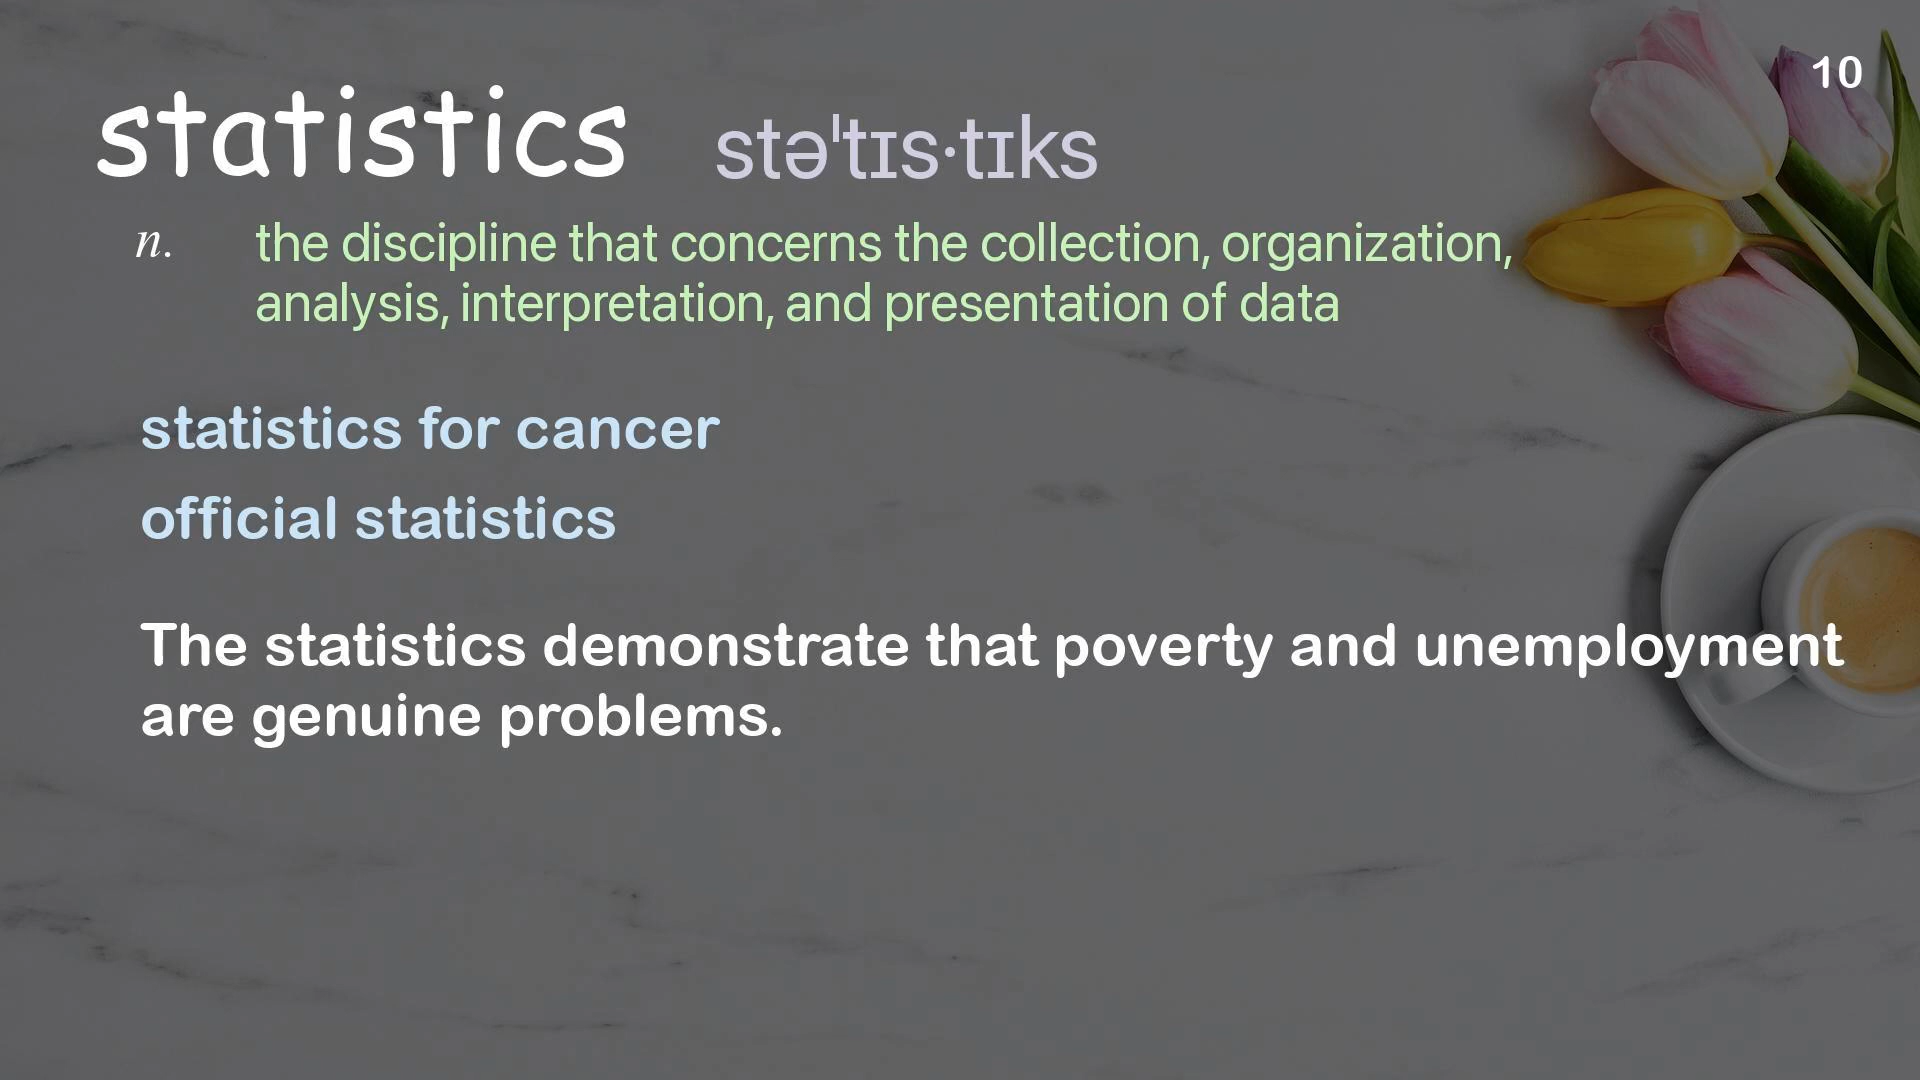 10
statistics stəˈtɪs·tɪks
n. the discipline that concerns the collection, organization,
analysis, interpretation, and presentation of data
statistics for cancer
official statistics
The statistics demonstrate that poverty and unemployment
are genuine problems.